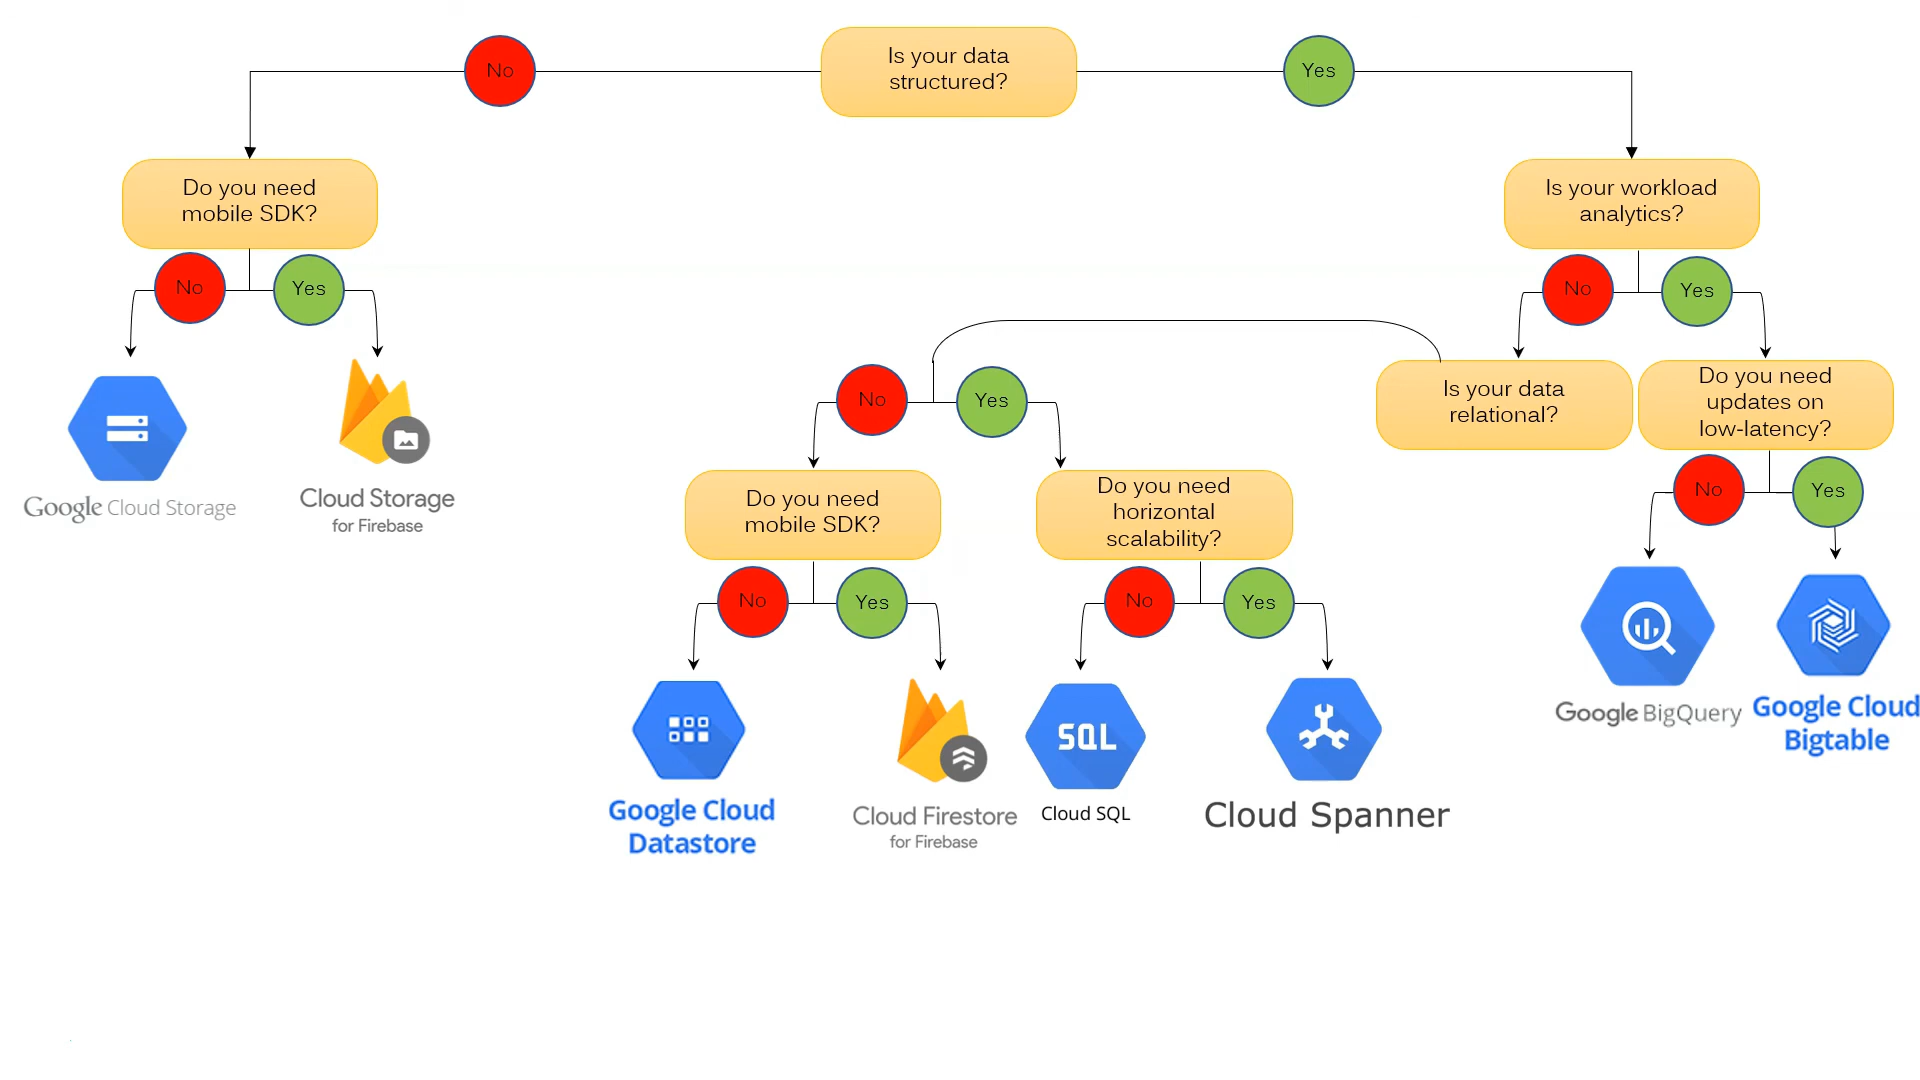 Is your data
structured?
No
Yes
Do you need
mobile SDK?
Is your workload
analytics?
No
Yes
No
Yes
Is your data
relational?
Do you need
updates on
low-latency?
No
Yes
No
Yes
Google Cloud Storage
Cloud Storage
for Firebase
Do you need
mobile SDK?
Do you need
horizontal
scalability?
No
Yes
No
Yes
SQL
Google Cloud
Datastore
Cloud Firestore
for Firebase
Cloud SQL
Cloud Spanner
Google BigQuery
Google Cloud
Bigtable